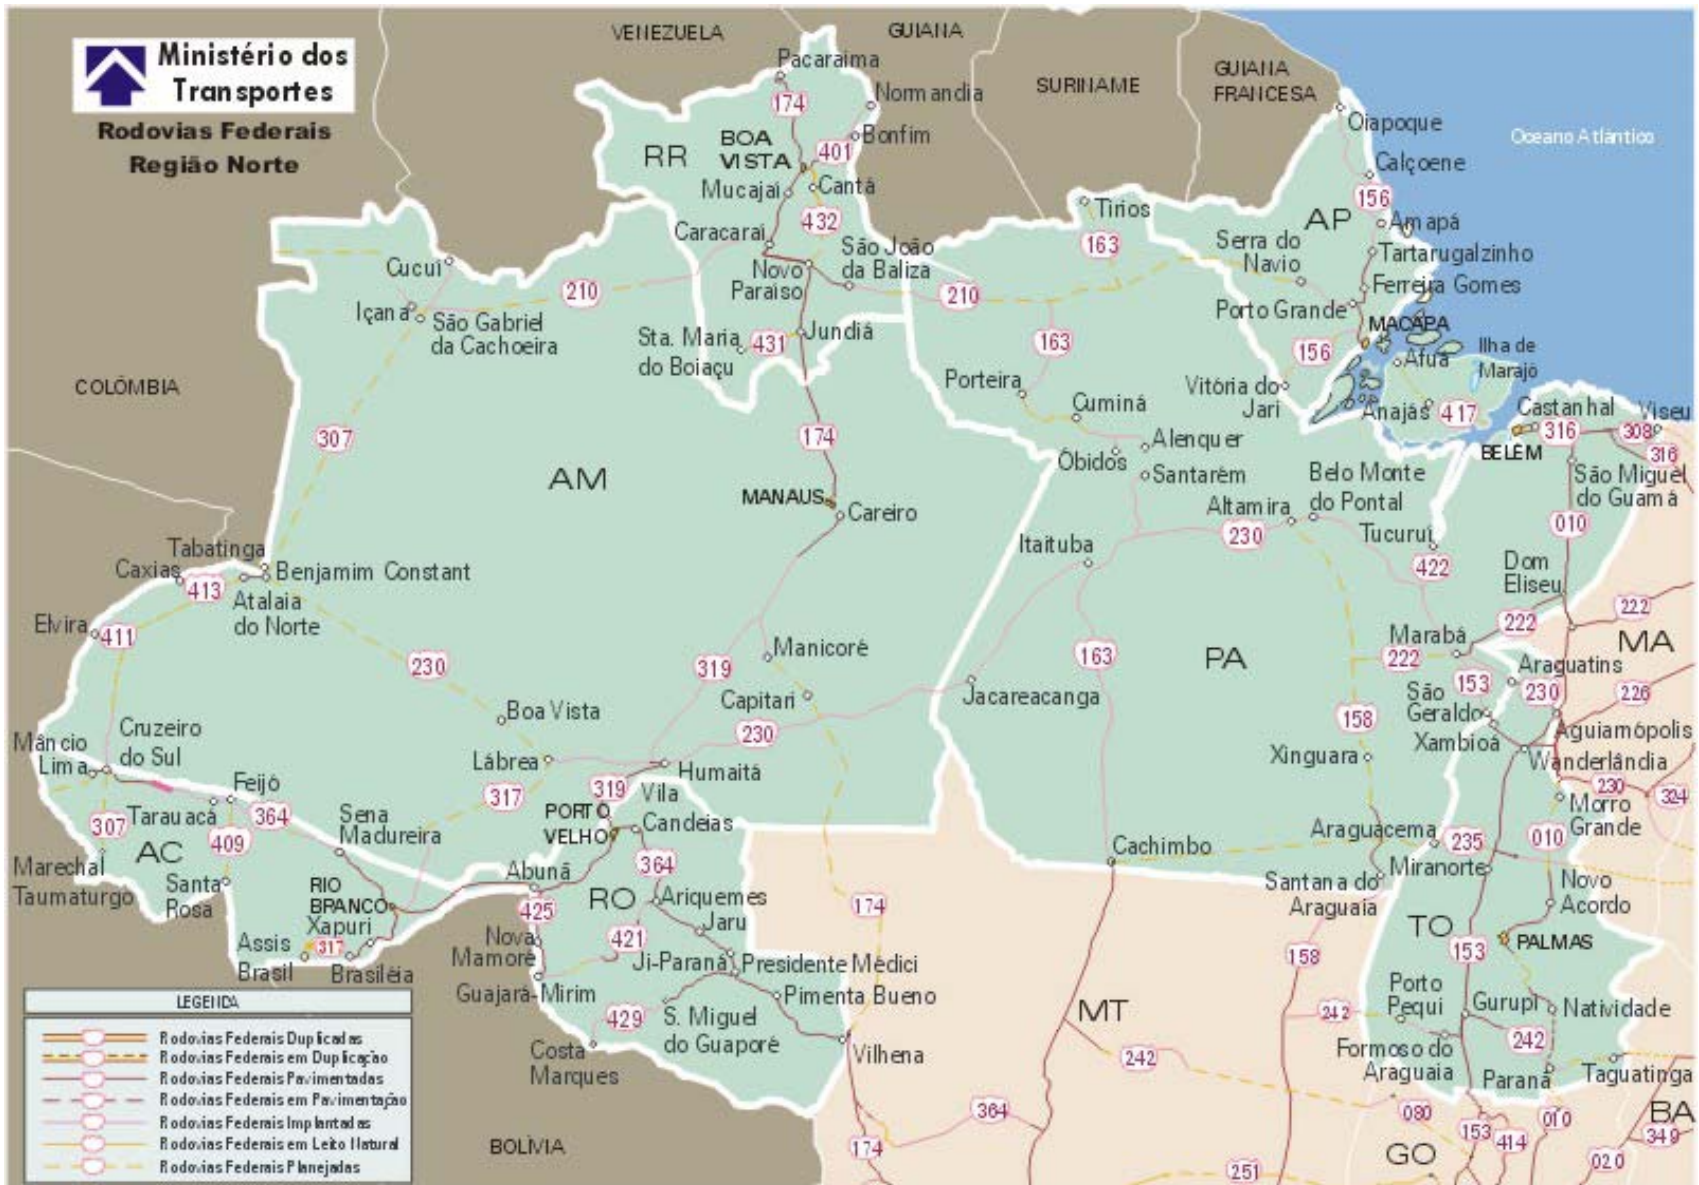 Ministério dos
Transportes
Rodovias Federais
Região Norte
VENEZUELA
GUIANA
SURINAME
GUIANA
FRANCESA
Oceano Atlântico
COLÔMBIA
BOLÍVIA
Pacaraima
174
Normandia
BOA
VISTA
401
Bonfim
RR
Mucajaí
Cantá
432
Caracaraí
São João
da Baliza
Novo
Paraíso
210
Cucuí
Içana
São Gabriel
da Cachoeira
Sta. Maria
do Boiaçu
431
Jundiá
307
174
AM
MANAUS
Careiro
Tiriós
163
210
163
Porteira
Cuminá
Alenquer
Óbidos
Santarém
Oiapoque
Calçoene
156
AP
Amapá
Serra do
Navio
Tartarugalzinho
Ferreira Gomes
Porto Grande
MACAPÁ
156
Afuá
Ilha de
Marajó
Vitória do
Jari
Anajás
417
Castanhal
Viseu
316
308
BELÉM
316
São Miguel
do Guamá
Belo Monte
do Pontal
Altamira
230
Tucuruí
010
422
Dom
Eliseu
Itaituba
Tabatinga
Caxias
413
Benjamim Constant
Atalaia
do Norte
Elvira
411
230
Manicoré
319
Capitari
Boa Vista
230
Jacareacanga
163
PA
Marabá
222
222
222
MA
Araguatins
153
230
226
São
Geraldo
Xambioá
Aguiarnópolis
Wanderlândia
158
Xinguara
230
324
Mâncio
Lima
Cruzeiro
do Sul
Lábrea
Humaitá
319
317
Feijó
Tarauacá
364
Sena
Madureira
PORTO
VELHO
Vila
Candeias
307
409
AC
Marechal
Taumaturgo
Santa
Rosa
RIO
BRANCO
Xapuri
Assis
Brasil
317
Brasiléia
Abunã
364
RO
Ariquemes
425
Jaru
421
Nova
Mamoré
Ji-Paraná
Presidente Médici
Guajará-Mirim
Pimenta Bueno
429
S. Miguel
do Guaporé
Costa
Marques
Vilhena
174
Cachimbo
Araguacema
235
Miranorte
Morro
Grande
010
Santana do
Araguaia
Novo
Acordo
TO
PALMAS
153
158
Porto
Pequi
Gurupi
Natividade
242
242
Formoso do
Araguaia
Paranã
Taguatinga
MT
242
364
174
251
080
153
414
010
020
349
BA
GO
LEGENDA
Rodovias Federais Duplicadas
Rodovias Federais em Duplicação
Rodovias Federais Pavimentadas
Rodovias Federais em Pavimentação
Rodovias Federais Implantadas
Rodovias Federais em Leito Natural
Rodovias Federais Planejadas